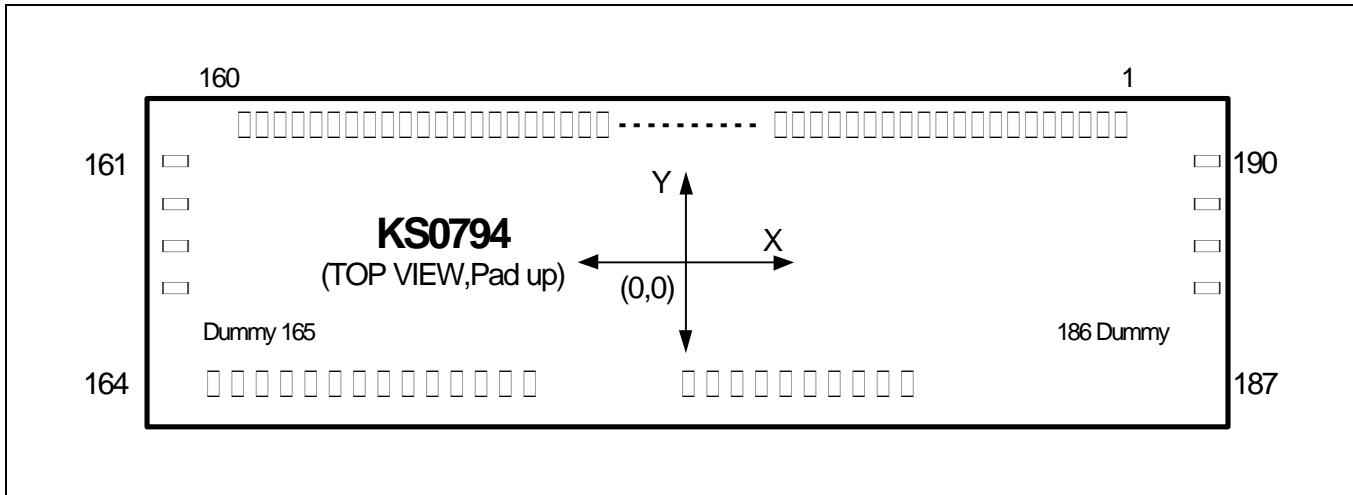 160
1
161
190
Y
KS0794
X
(TOP VIEW,Pad up)
(0,0)
Dummy 165
186 Dummy
164
187